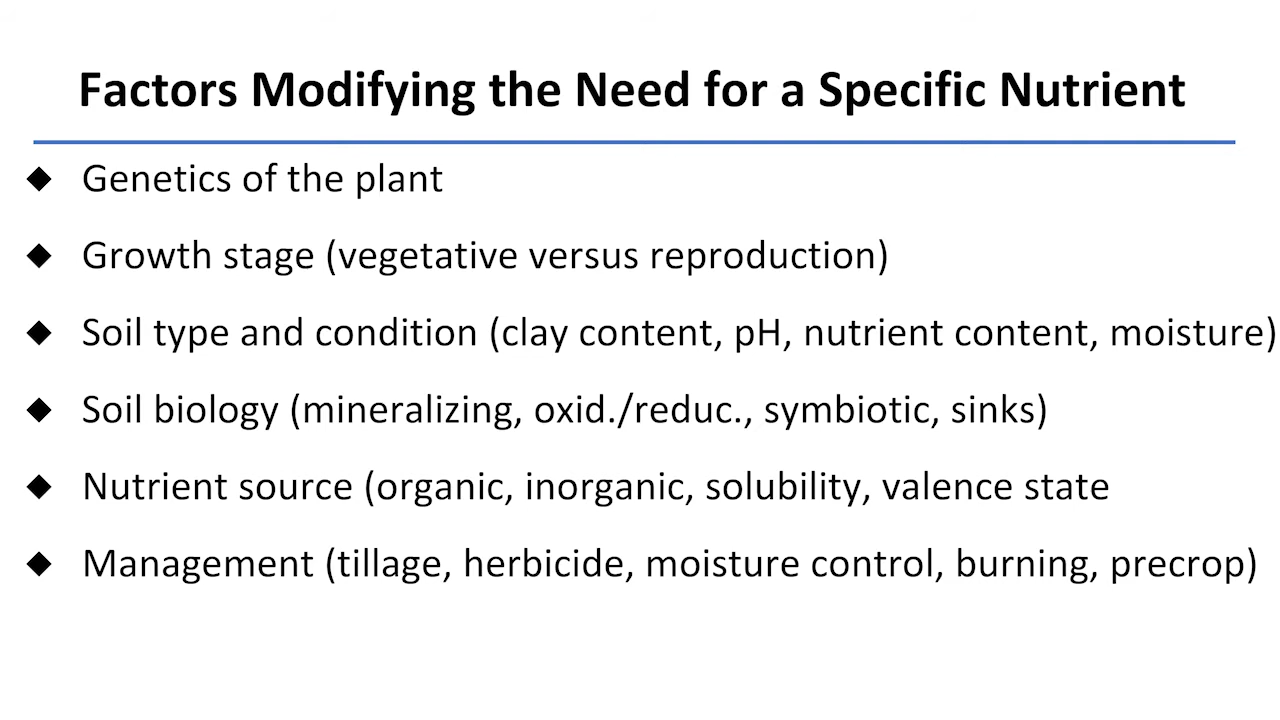 Factors Modifying the Need for a Specific Nutrient
◆ Genetics of the plant
◆ Growth stage (vegetative versus reproduction)
◆ Soil type and condition (clay content, pH, nutrient content, moisture)
◆ Soil biology (mineralizing, oxid./reduc., symbiotic, sinks)
◆ Nutrient source (organic, inorganic, solubility, valence state
◆ Management (tillage, herbicide, moisture control, burning, precrop)